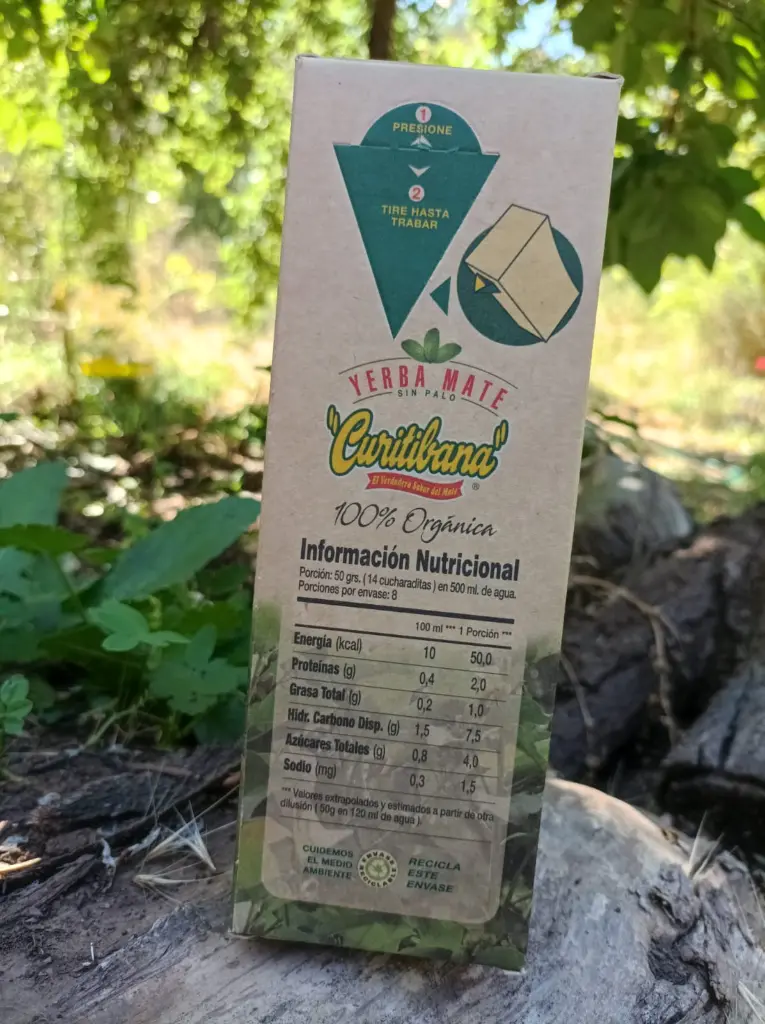 1
PRESIONE
2
TIRE HASTA
TRABAR
YERBA MATE
SIN PALO
"Curitibana"
El Verdadero Sabor del Mate
®
100% Orgánica
Información Nutricional
Porción: 50 grs. (14 cucharaditas) en 500 ml. de agua.
Porciones por envase: 8
100 ml *** 1 Porción ***
Energía (kcal) 10 50,0
Proteínas (g) 0,4 2,0
Grasa Total (g) 0,2 1,0
Hidr. Carbono Disp. (g) 1,5 7,5
Azúcares Totales (g) 0,8 4,0
Sodio (mg) 0,3 1,5
*** Valores extrapolados y estimados a partir de otra
dilusión (50g en 120 ml de agua).
CUIDEMOS
EL MEDIO
AMBIENTE
ENVASE
RECICLABLE
RECICLA
ESTE
ENVASE